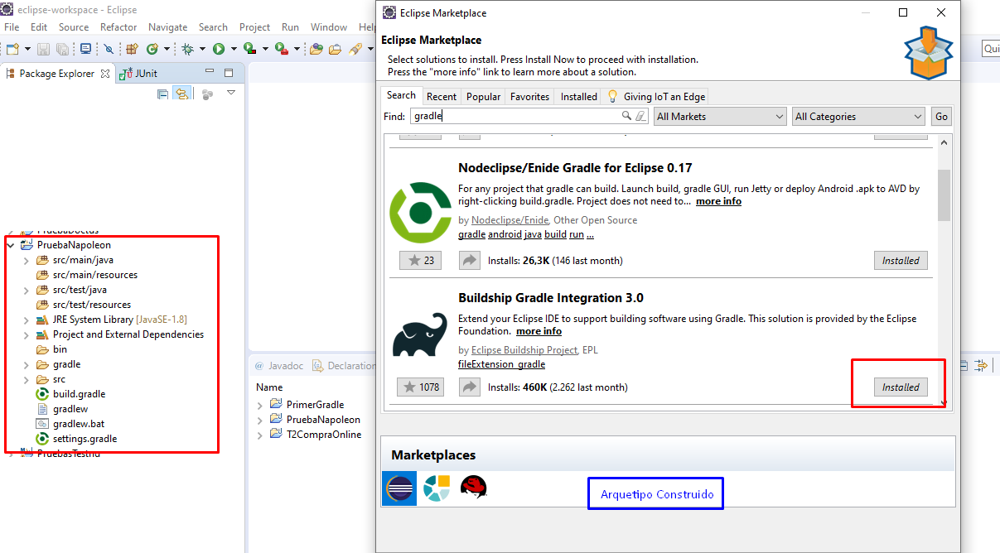 eclipse-workspace - Eclipse
File Edit Source Refactor Navigate Search Project Run Window Help
Package Explorer
JUnit
PruebaDoctus
PruebaNapoleon
src/main/java
src/main/resources
src/test/java
src/test/resources
JRE System Library [JavaSE-1.8]
Project and External Dependencies
bin
gradle
src
build.gradle
gradlew
gradlew.bat
settings.gradle
@ Javadoc
Declaration
Name
PrimerGradle
PruebaNapoleon
T2CompraOnline
Qui
Eclipse Marketplace
Eclipse Marketplace
Select solutions to install. Press Install Now to proceed with installation.
Press the "more info" link to learn more about a solution.
Search Recent Popular Favorites Installed Giving IoT an Edge
Find: gradle All Markets All Categories Go
Nodeclipse/Enide Gradle for Eclipse 0.17
For any project that gradle can build. Launch build, gradle GUI, run Jetty or deploy Android .apk to AVD by
right-clicking build.gradle. Project does not need to... more info
by Nodeclipse/Enide, Other Open Source
gradle android java build run ...
23 Installs: 26,3K (146 last month) Installed
Buildship Gradle Integration 3.0
Extend your Eclipse IDE to support building software using Gradle. This solution is provided by the Eclipse
Foundation. more info
by Eclipse Buildship Project, EPL
fileExtension_gradle
1078 Installs: 460K (2.262 last month) Installed
Marketplaces
Arquetipo Construido